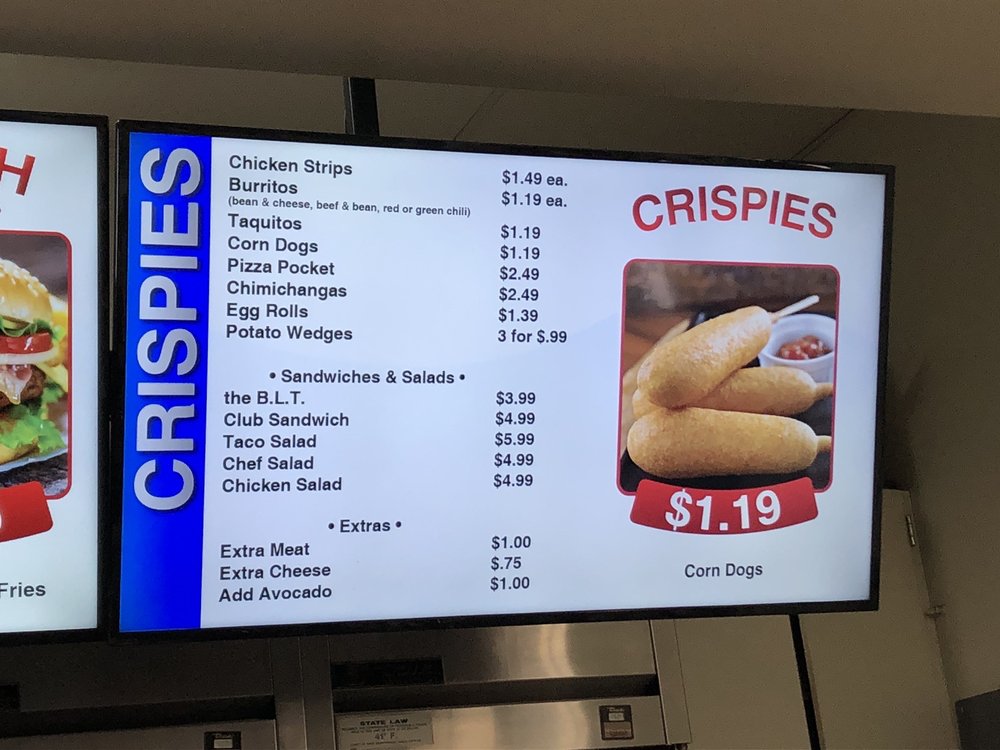 H
Fries
CRISPIES
Chicken Strips $1.49 ea.
Burritos $1.19 ea.
(bean & cheese, beef & bean, red or green chili)
Taquitos $1.19
Corn Dogs $1.19
Pizza Pocket $2.49
Chimichangas $2.49
Egg Rolls $1.39
Potato Wedges 3 for $.99
• Sandwiches & Salads •
the B.L.T. $3.99
Club Sandwich $4.99
Taco Salad $5.99
Chef Salad $4.99
Chicken Salad $4.99
• Extras •
Extra Meat $1.00
Extra Cheese $.75
Add Avocado $1.00
CRISPIES
$1.19
Corn Dogs
STATE LAW
41° F